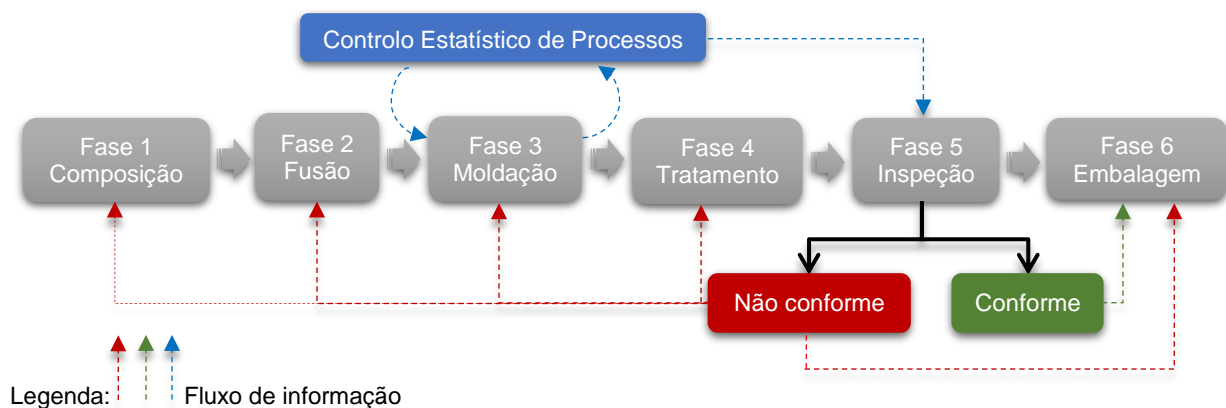 Controlo Estatístico de Processos
Fase 1
Composição
Fase 2
Fusão
Fase 3
Moldação
Fase 4
Tratamento
Fase 5
Inspeção
Fase 6
Embalagem
Não conforme
Conforme
Legenda:
Fluxo de informação